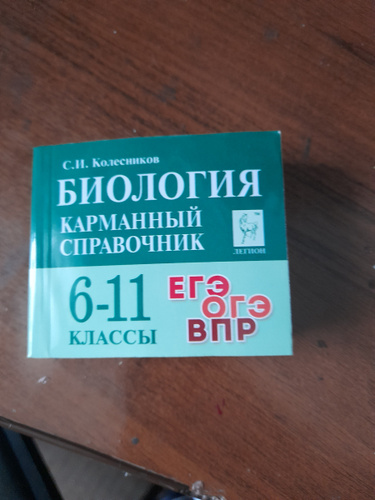 С.И. Колесников
БИОЛОГИЯ
КАРМАННЫЙ
СПРАВОЧНИК
ЛЕГИОН
6-11
КЛАССЫ
ЕГЭ
ОГЭ
ВПР